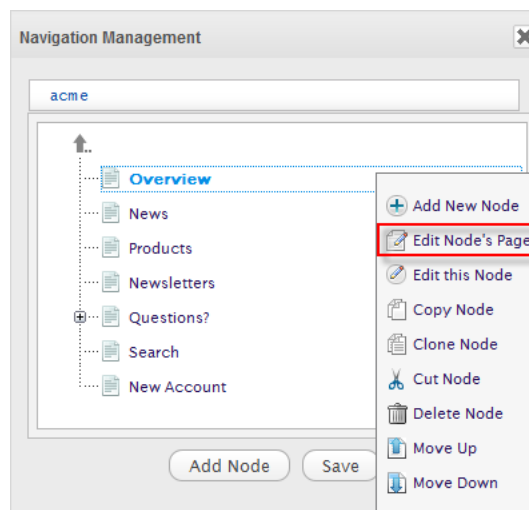 Navigation Management
acme
..
Overview
News
Products
Newsletters
Questions?
Search
New Account
Add New Node
Edit Node's Page
Edit this Node
Copy Node
Clone Node
Cut Node
Delete Node
Move Up
Move Down
Add Node
Save